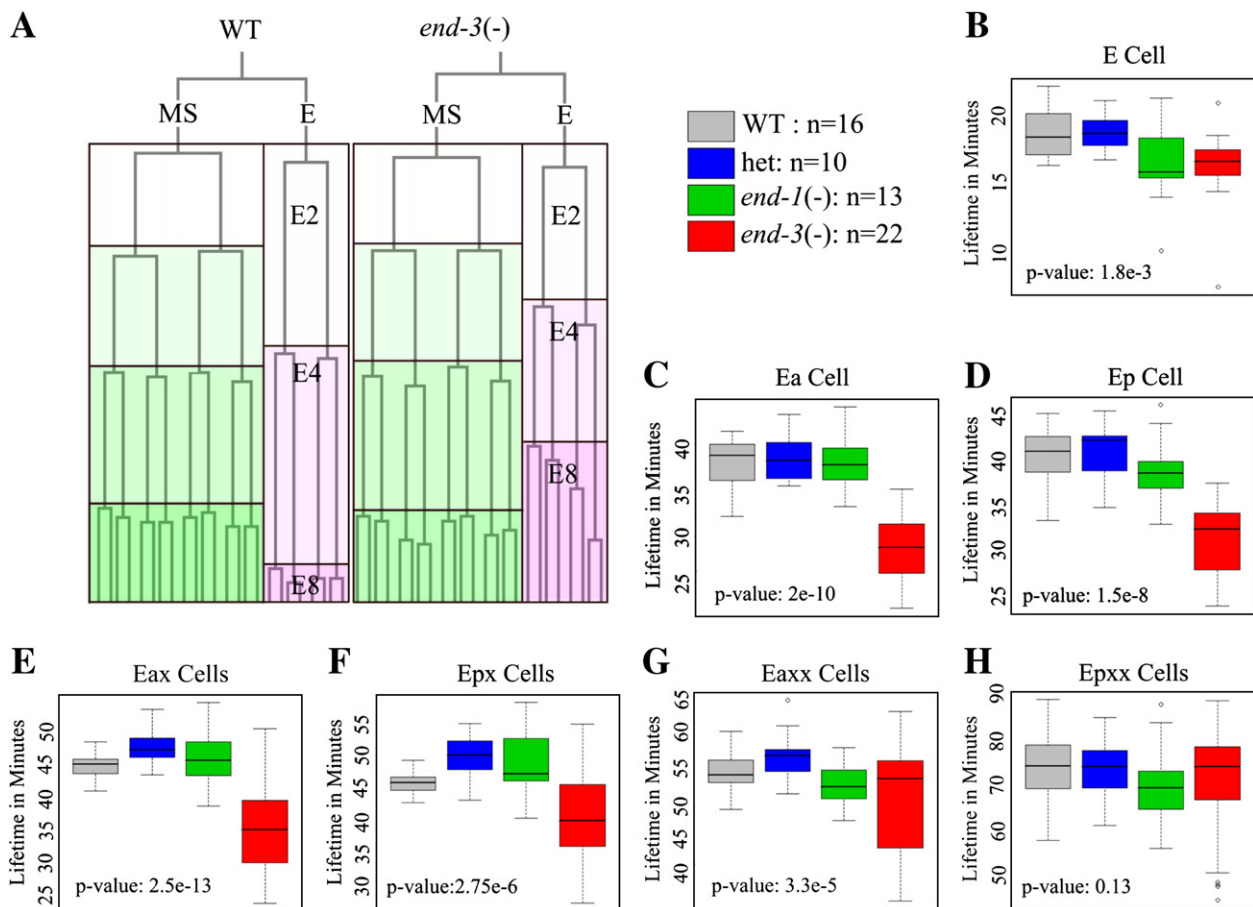 A
WT
end-3(-)
MS
E
MS
E
E2
E4
E8
E2
E4
E8
WT : n=16
het: n=10
end-1(-): n=13
end-3(-): n=22
B
E Cell
Lifetime in Minutes
20
15
10
p-value: 1.8e-3
C
Ea Cell
Lifetime in Minutes
40
35
30
25
p-value: 2e-10
D
Ep Cell
Lifetime in Minutes
45
40
35
30
25
p-value: 1.5e-8
E
Eax Cells
Lifetime in Minutes
50
45
40
35
30
25
p-value: 2.5e-13
F
Epx Cells
Lifetime in Minutes
55
50
45
40
35
30
p-value:2.75e-6
G
Eaxx Cells
Lifetime in Minutes
65
60
55
50
45
40
p-value: 3.3e-5
H
Epxx Cells
Lifetime in Minutes
90
80
70
60
50
p-value: 0.13